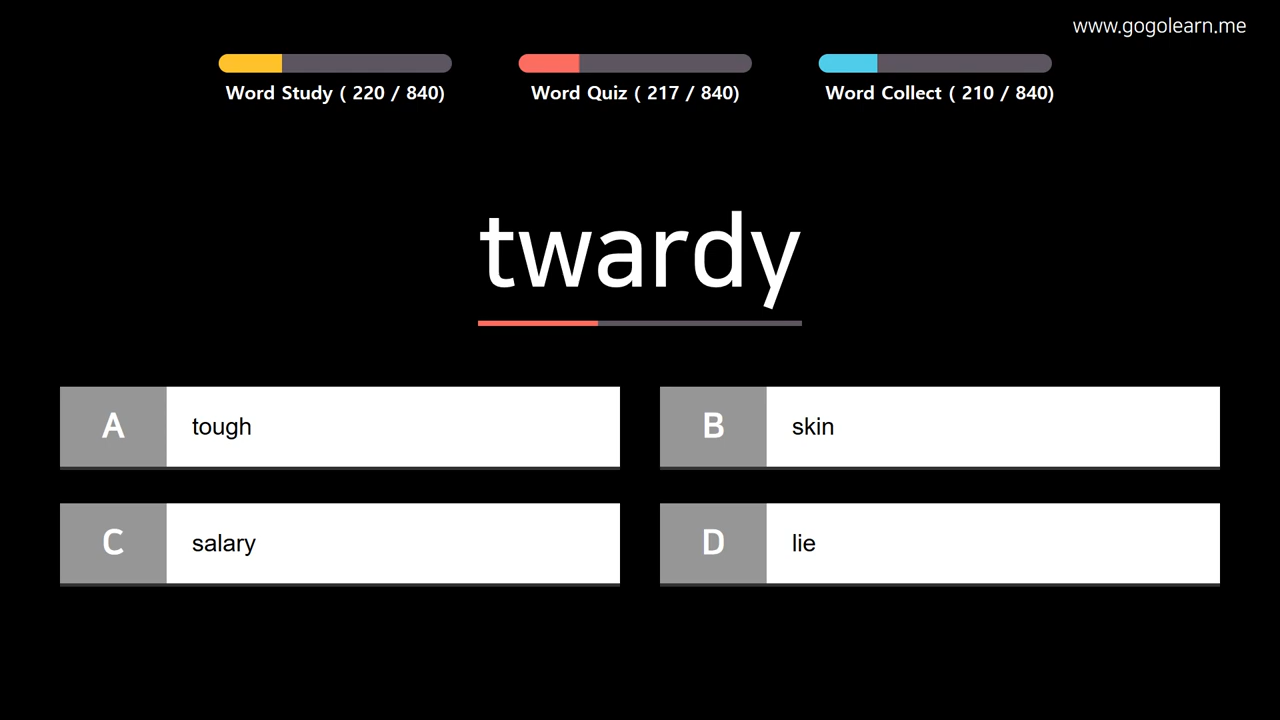 www.gogolearn.me
Word Study ( 220 / 840)
Word Quiz ( 217 / 840)
Word Collect ( 210 / 840)
twardy
A tough
B skin
C salary
D lie